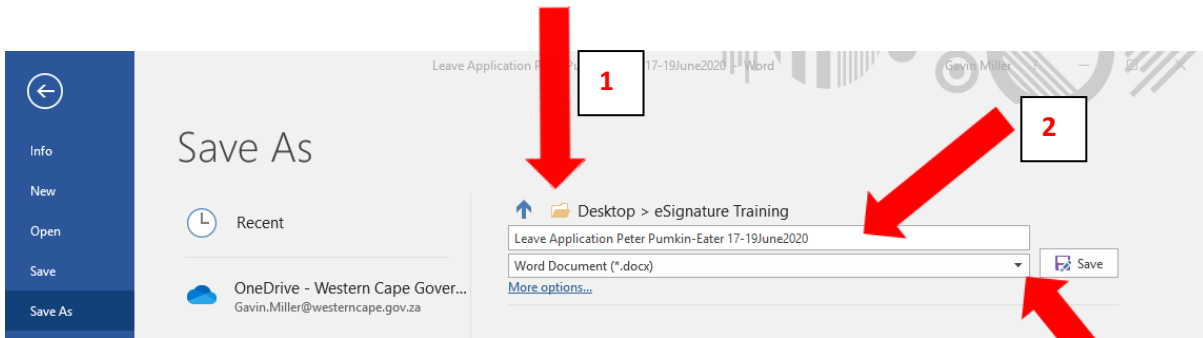 1
Leave Application P 17-19June2020 - Word
Gavin Miller
2
Info
New
Open
Save
Save As
Save As
Recent
OneDrive - Western Cape Gover...
Gavin.Miller@westerncape.gov.za
Desktop > eSignature Training
Leave Application Peter Pumkin-Eater 17-19June2020
Word Document (*.docx)
Save
More options...